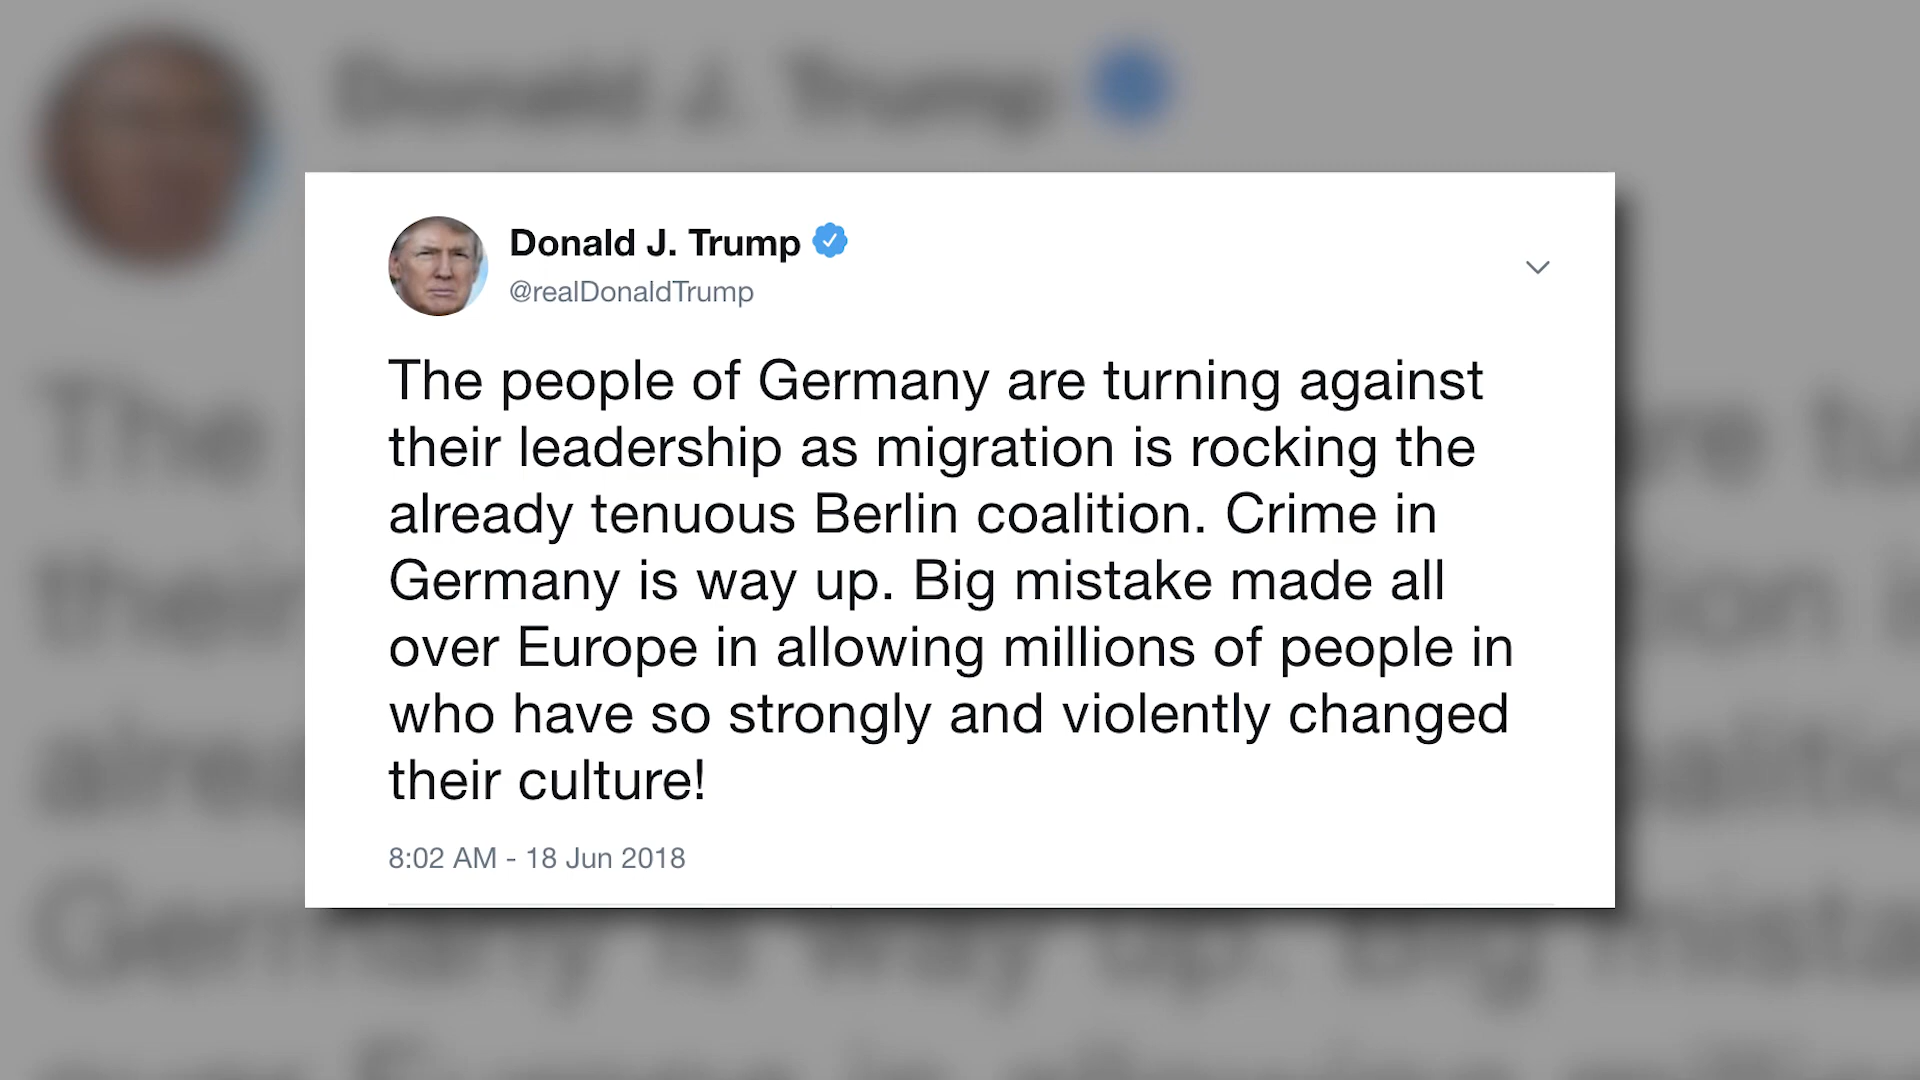 Donald J. Trump
@realDonaldTrump
The people of Germany are turning against
their leadership as migration is rocking the
already tenuous Berlin coalition. Crime in
Germany is way up. Big mistake made all
over Europe in allowing millions of people in
who have so strongly and violently changed
their culture!
8:02 AM - 18 Jun 2018